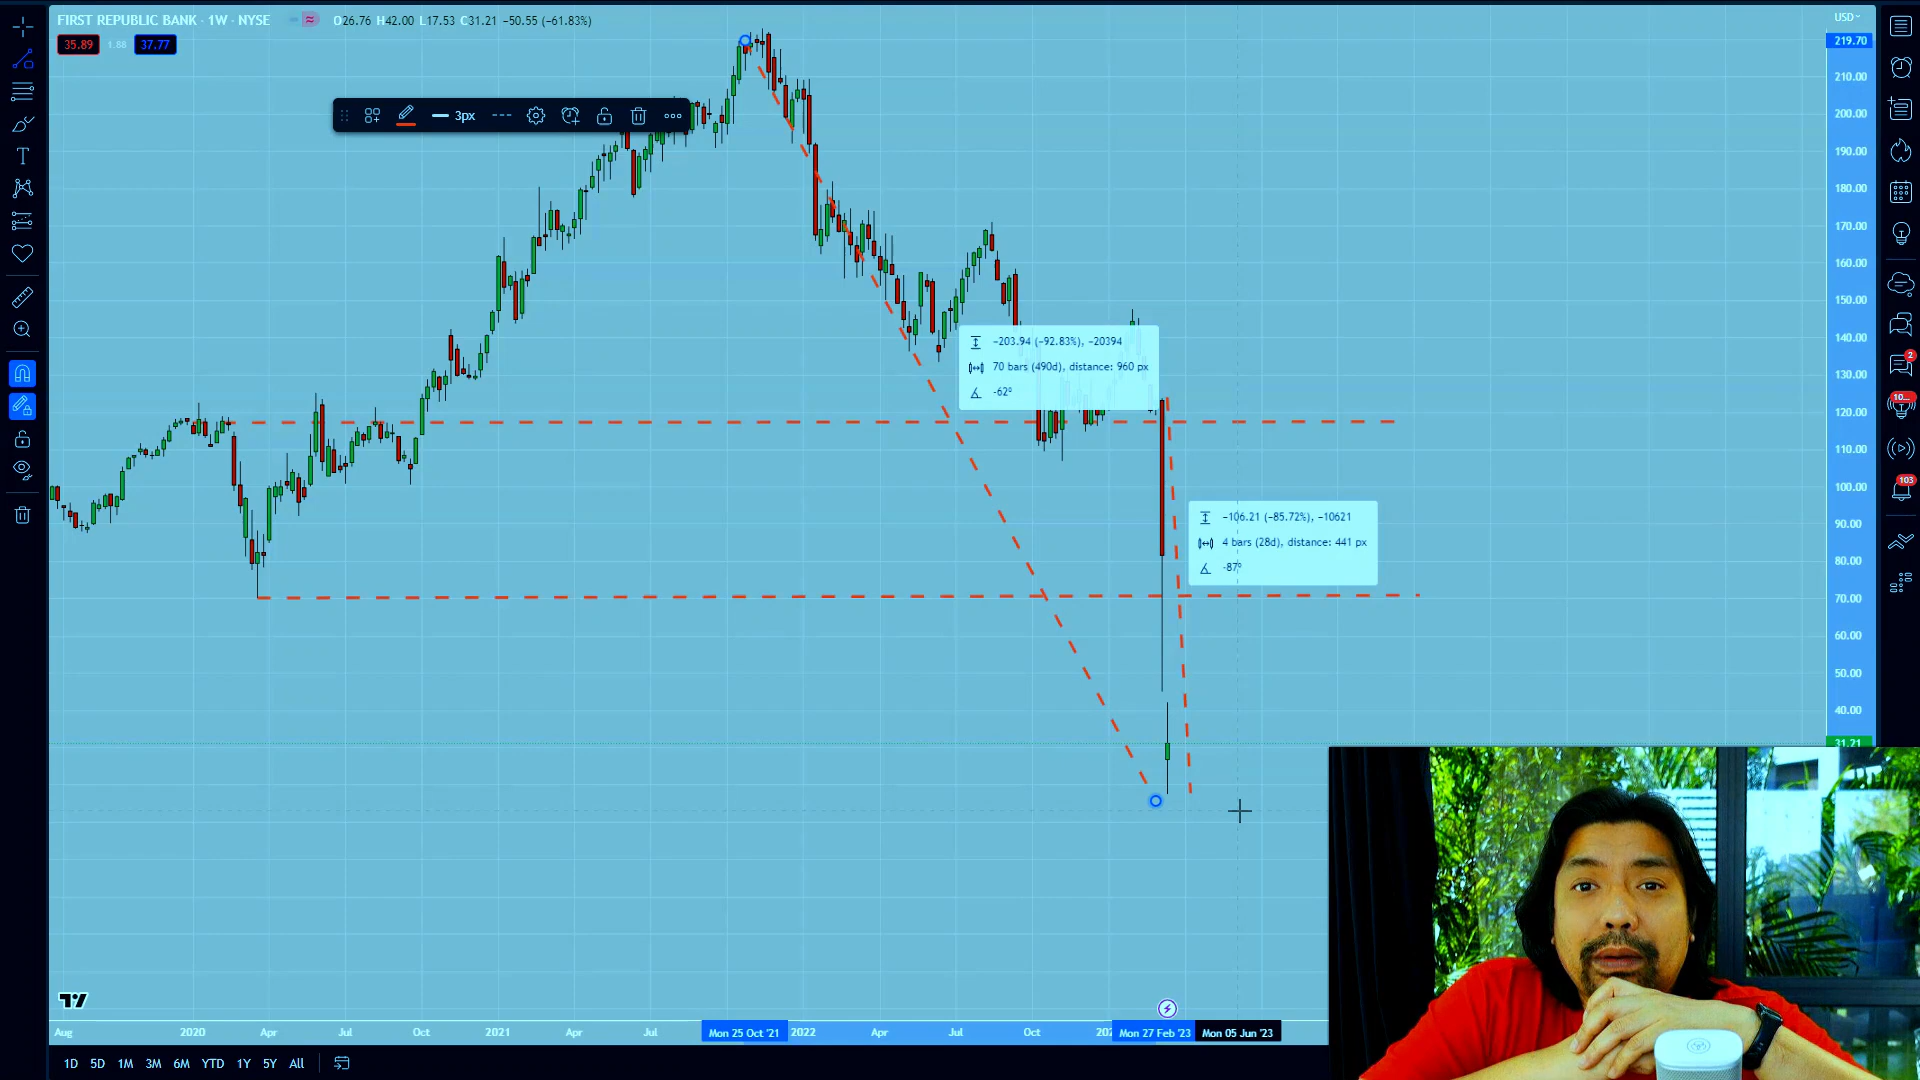 FIRST REPUBLIC BANK · 1W · NYSE
O26.76 H42.00 L17.53 C31.21 −50.55 (−61.83%)
USD
35.89 1.88 37.77
219.70
210.00
200.00
3px
190.00
180.00
170.00
160.00
150.00
140.00
−203.94 (−92.83%), −20394
70 bars (490d), distance: 960 px
-62°
130.00
120.00
110.00
100.00
90.00
−106.21 (−85.72%), −10621
4 bars (28d), distance: 441 px
-87°
80.00
70.00
60.00
50.00
40.00
31.21
2
10...
103
Aug 2020 Apr Jul Oct 2021 Apr Jul Mon 25 Oct '21 2022 Apr Jul Oct Mon 27 Feb '23 Mon 05 Jun '23
1D 5D 1M 3M 6M YTD 1Y 5Y All